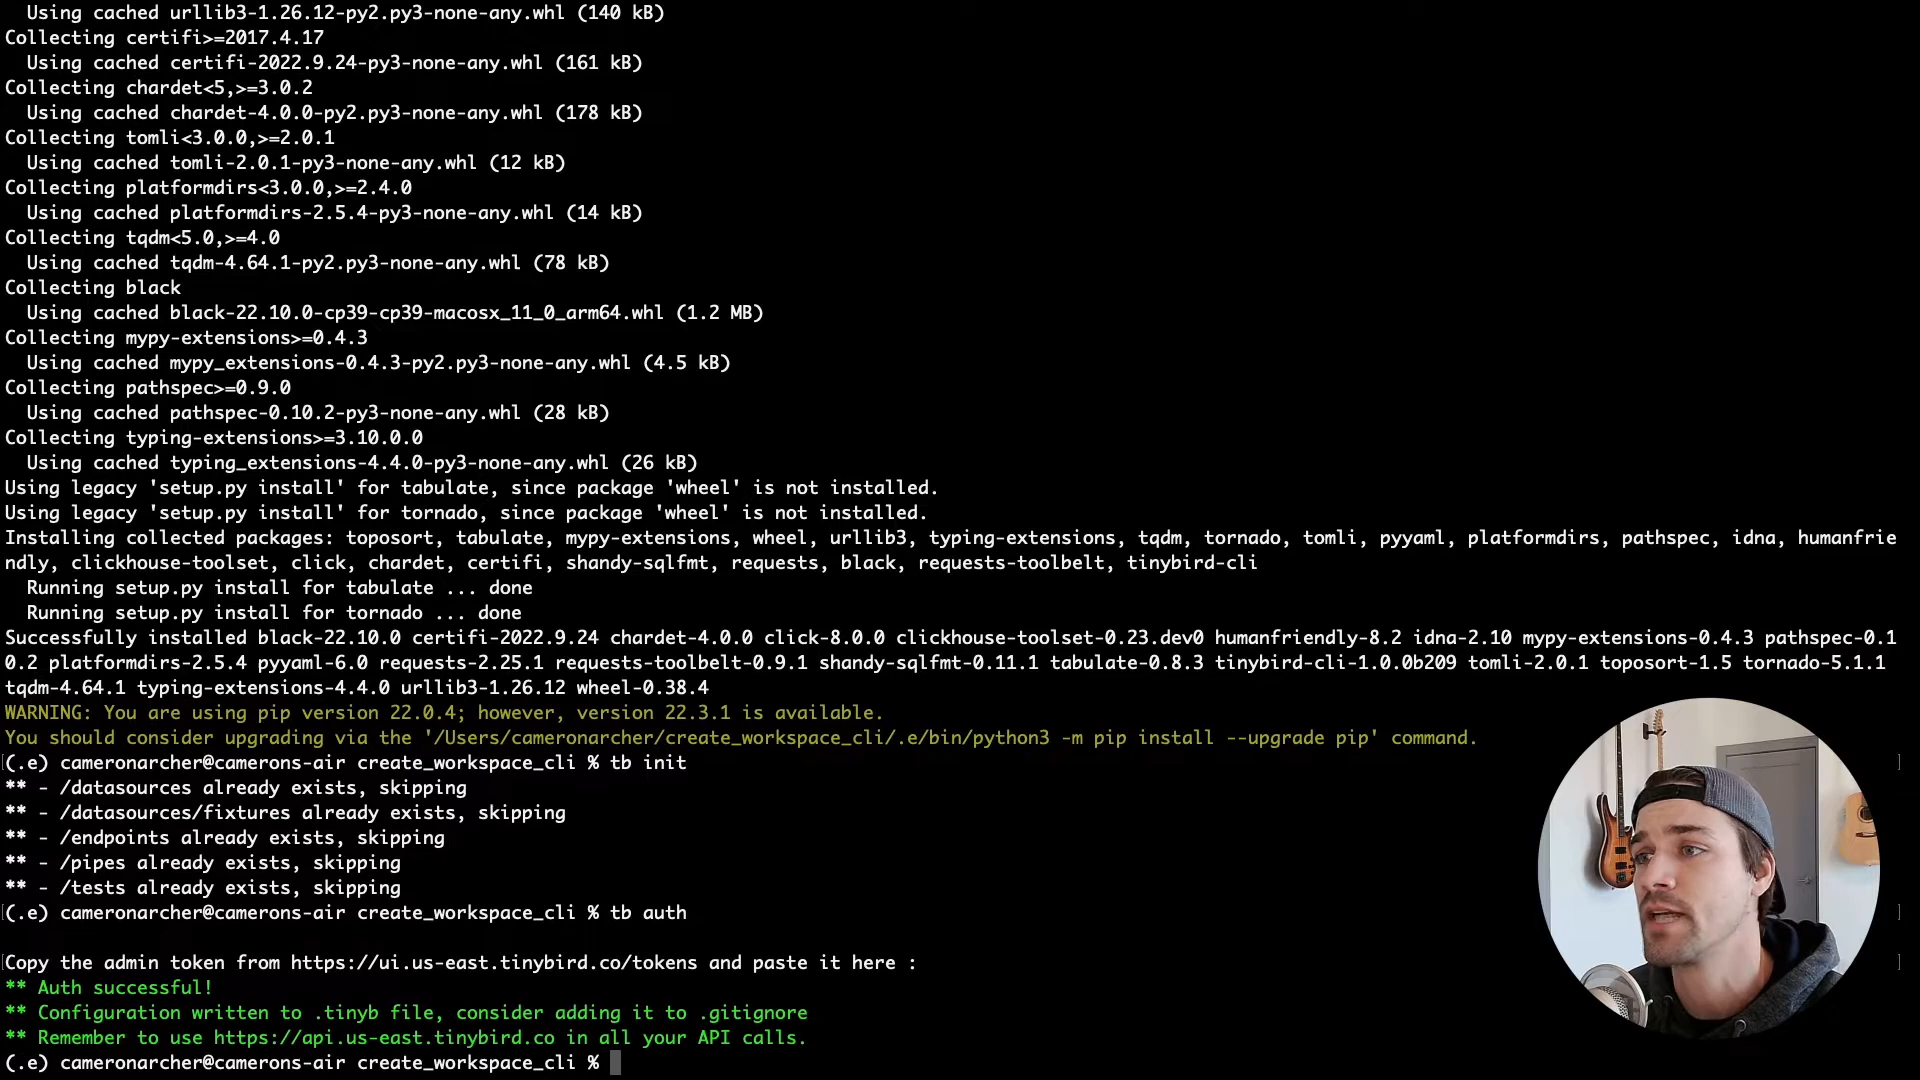 Using cached urllib3-1.26.12-py2.py3-none-any.whl (140 kB)
Collecting certifi>=2017.4.17
Using cached certifi-2022.9.24-py3-none-any.whl (161 kB)
Collecting chardet<5,>=3.0.2
Using cached chardet-4.0.0-py2.py3-none-any.whl (178 kB)
Collecting tomli<3.0.0,>=2.0.1
Using cached tomli-2.0.1-py3-none-any.whl (12 kB)
Collecting platformdirs<3.0.0,>=2.4.0
Using cached platformdirs-2.5.4-py3-none-any.whl (14 kB)
Collecting tqdm<5.0,>=4.0
Using cached tqdm-4.64.1-py2.py3-none-any.whl (78 kB)
Collecting black
Using cached black-22.10.0-cp39-cp39-macosx_11_0_arm64.whl (1.2 MB)
Collecting mypy-extensions>=0.4.3
Using cached mypy_extensions-0.4.3-py2.py3-none-any.whl (4.5 kB)
Collecting pathspec>=0.9.0
Using cached pathspec-0.10.2-py3-none-any.whl (28 kB)
Collecting typing-extensions>=3.10.0.0
Using cached typing_extensions-4.4.0-py3-none-any.whl (26 kB)
Using legacy 'setup.py install' for tabulate, since package 'wheel' is not installed.
Using legacy 'setup.py install' for tornado, since package 'wheel' is not installed.
Installing collected packages: toposort, tabulate, mypy-extensions, wheel, urllib3, typing-extensions, tqdm, tornado, tomli, pyyaml, platformdirs, pathspec, idna, humanfrie
ndly, clickhouse-toolset, click, chardet, certifi, shandy-sqlfmt, requests, black, requests-toolbelt, tinybird-cli
Running setup.py install for tabulate ... done
Running setup.py install for tornado ... done
Successfully installed black-22.10.0 certifi-2022.9.24 chardet-4.0.0 click-8.0.0 clickhouse-toolset-0.23.dev0 humanfriendly-8.2 idna-2.10 mypy-extensions-0.4.3 pathspec-0.1
0.2 platformdirs-2.5.4 pyyaml-6.0 requests-2.25.1 requests-toolbelt-0.9.1 shandy-sqlfmt-0.11.1 tabulate-0.8.3 tinybird-cli-1.0.0b209 tomli-2.0.1 toposort-1.5 tornado-5.1.1
tqdm-4.64.1 typing-extensions-4.4.0 urllib3-1.26.12 wheel-0.38.4
WARNING: You are using pip version 22.0.4; however, version 22.3.1 is available.
You should consider upgrading via the '/Users/cameronarcher/create_workspace_cli/.e/bin/python3 -m pip install --upgrade pip' command.
[(.e) cameronarcher@camerons-air create_workspace_cli % tb init ]
** - /datasources already exists, skipping
** - /datasources/fixtures already exists, skipping
** - /endpoints already exists, skipping
** - /pipes already exists, skipping
** - /tests already exists, skipping
[(.e) cameronarcher@camerons-air create_workspace_cli % tb auth ]
[Copy the admin token from https://ui.us-east.tinybird.co/tokens and paste it here : ]
** Auth successful!
** Configuration written to .tinyb file, consider adding it to .gitignore
** Remember to use https://api.us-east.tinybird.co in all your API calls.
(.e) cameronarcher@camerons-air create_workspace_cli %